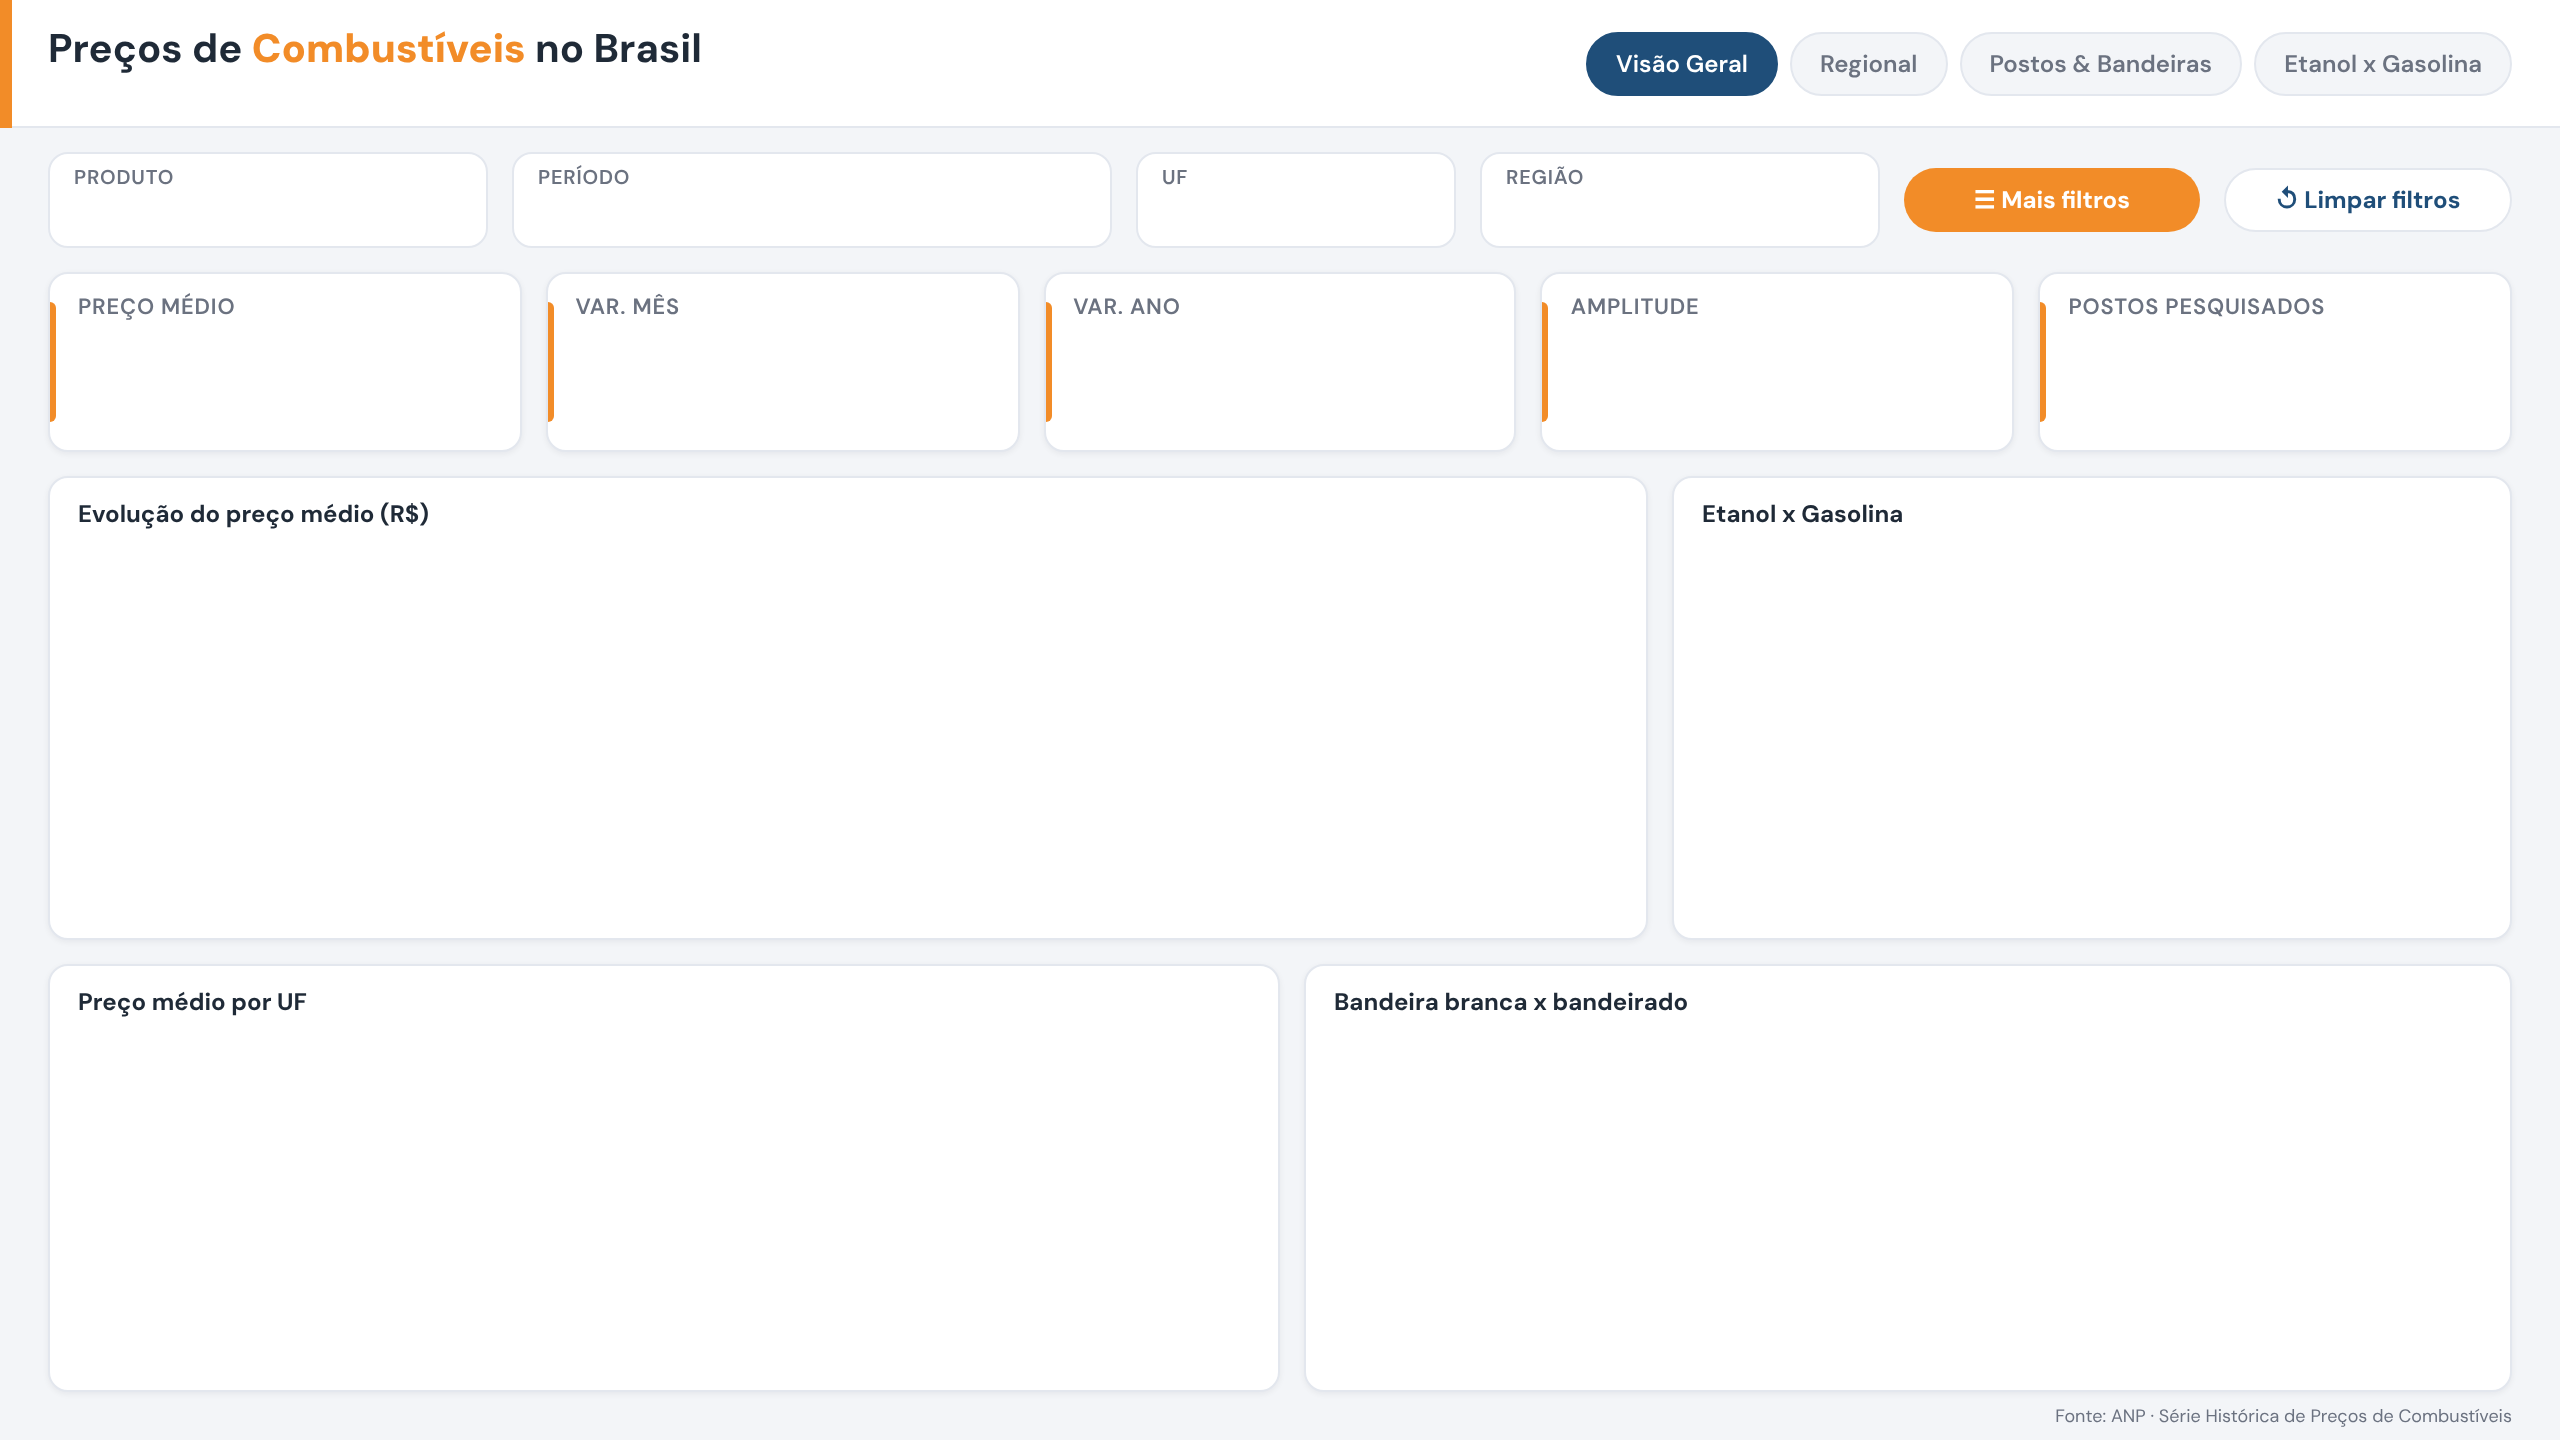 Preços de Combustíveis no Brasil
Visão Geral
Regional
Postos & Bandeiras
Etanol x Gasolina
PRODUTO
PERÍODO
UF
REGIÃO
☰ Mais filtros
↺ Limpar filtros
PREÇO MÉDIO
VAR. MÊS
VAR. ANO
AMPLITUDE
POSTOS PESQUISADOS
Evolução do preço médio (R$)
Etanol x Gasolina
Preço médio por UF
Bandeira branca x bandeirado
Fonte: ANP · Série Histórica de Preços de Combustíveis